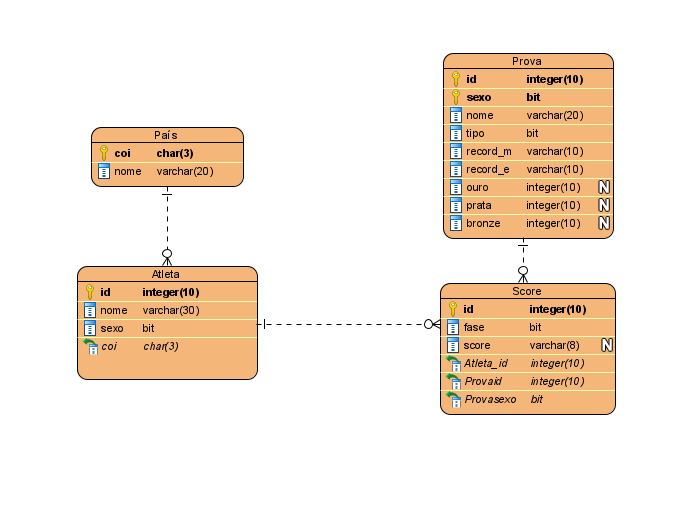 País
coi char(3)
nome varchar(20)
Atleta
id integer(10)
nome varchar(30)
sexo bit
coi char(3)
Prova
id integer(10)
sexo bit
nome varchar(20)
tipo bit
record_m varchar(10)
record_e varchar(10)
ouro integer(10) N
prata integer(10) N
bronze integer(10) N
Score
id integer(10)
fase bit
score varchar(8) N
Atleta_id integer(10)
Provaid integer(10)
Provasexo bit